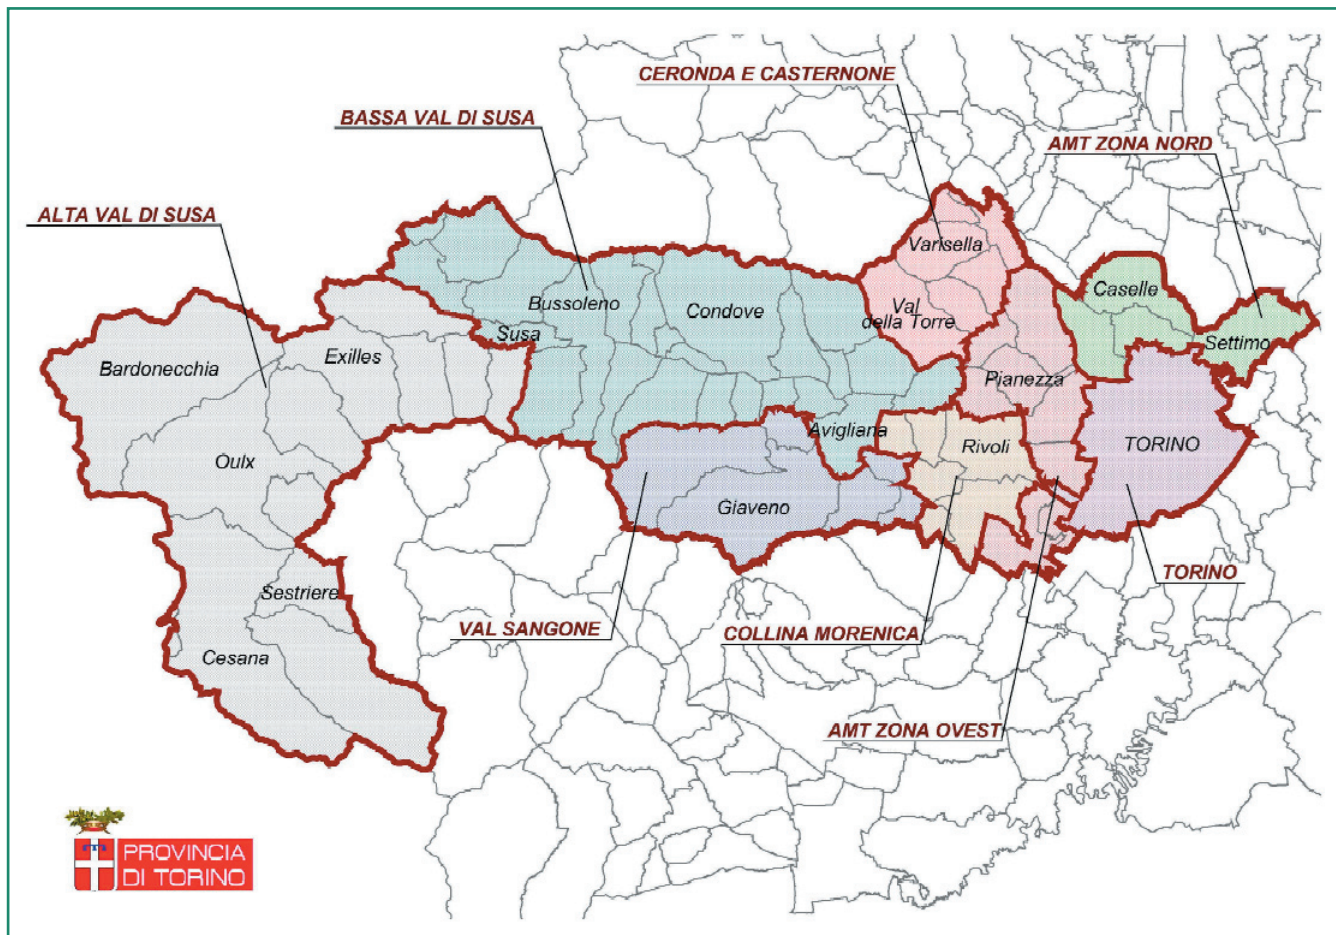 CERONDA E CASTERNONE
BASSA VAL DI SUSA
AMT ZONA NORD
ALTA VAL DI SUSA
Varisella
Caselle
Bussoleno
Condove
Val
della Torre
Susa
Settimo
Exilles
Bardonecchia
Pianezza
Avigliana
Rivoli
TORINO
Oulx
Giaveno
TORINO
Sestriere
VAL SANGONE
COLLINA MORENICA
Cesana
AMT ZONA OVEST
PROVINCIA
DI TORINO